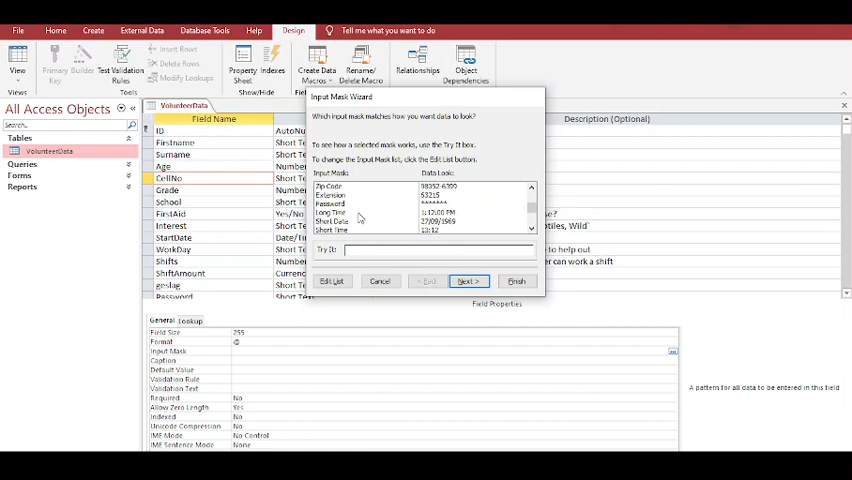 File Home Create External Data Database Tools Help Design Tell me what you want to do
View Primary Key Builder Test Validation Rules Insert Rows Delete Rows Modify Lookups Property Sheet Indexes Create Data Macros Rename/ Delete Macro Relationships Object Dependencies
Views Tools Show/Hide
All Access Objects
Search...
Tables
VolunteerData
Queries
Forms
Reports
VolunteerData
Field Name Description (Optional)
ID AutoNu
Firstname Short Te
Surname Short Te
Age Number
CellNo Short Te
Grade Number
School Short Te
FirstAid Yes/No
Interest Short Te tiles, Wild`
StartDate Date/Ti
WorkDay Short Te e to help out
Shifts Number er can work a shift
ShiftAmount Currenc
geslag Short Te
Password Short Te
Input Mask Wizard
Which input mask matches how you want data to look?
To see how a selected mask works, use the Try It box.
To change the Input Mask list, click the Edit List button.
Input Mask: Data Look:
Zip Code 98052-6399
Extension 63215
Password *******
Long Time 1:12:00 PM
Short Date 27/09/1969
Short Time 13:12
Try It:
Edit List Cancel < Back Next > Finish
Field Properties
General Lookup
Field Size 255
Format @
Input Mask
Caption
Default Value
Validation Rule
Validation Text
Required No
Allow Zero Length Yes
Indexed No
Unicode Compression No
IME Mode No Control
IME Sentence Mode None
A pattern for all data to be entered in this field